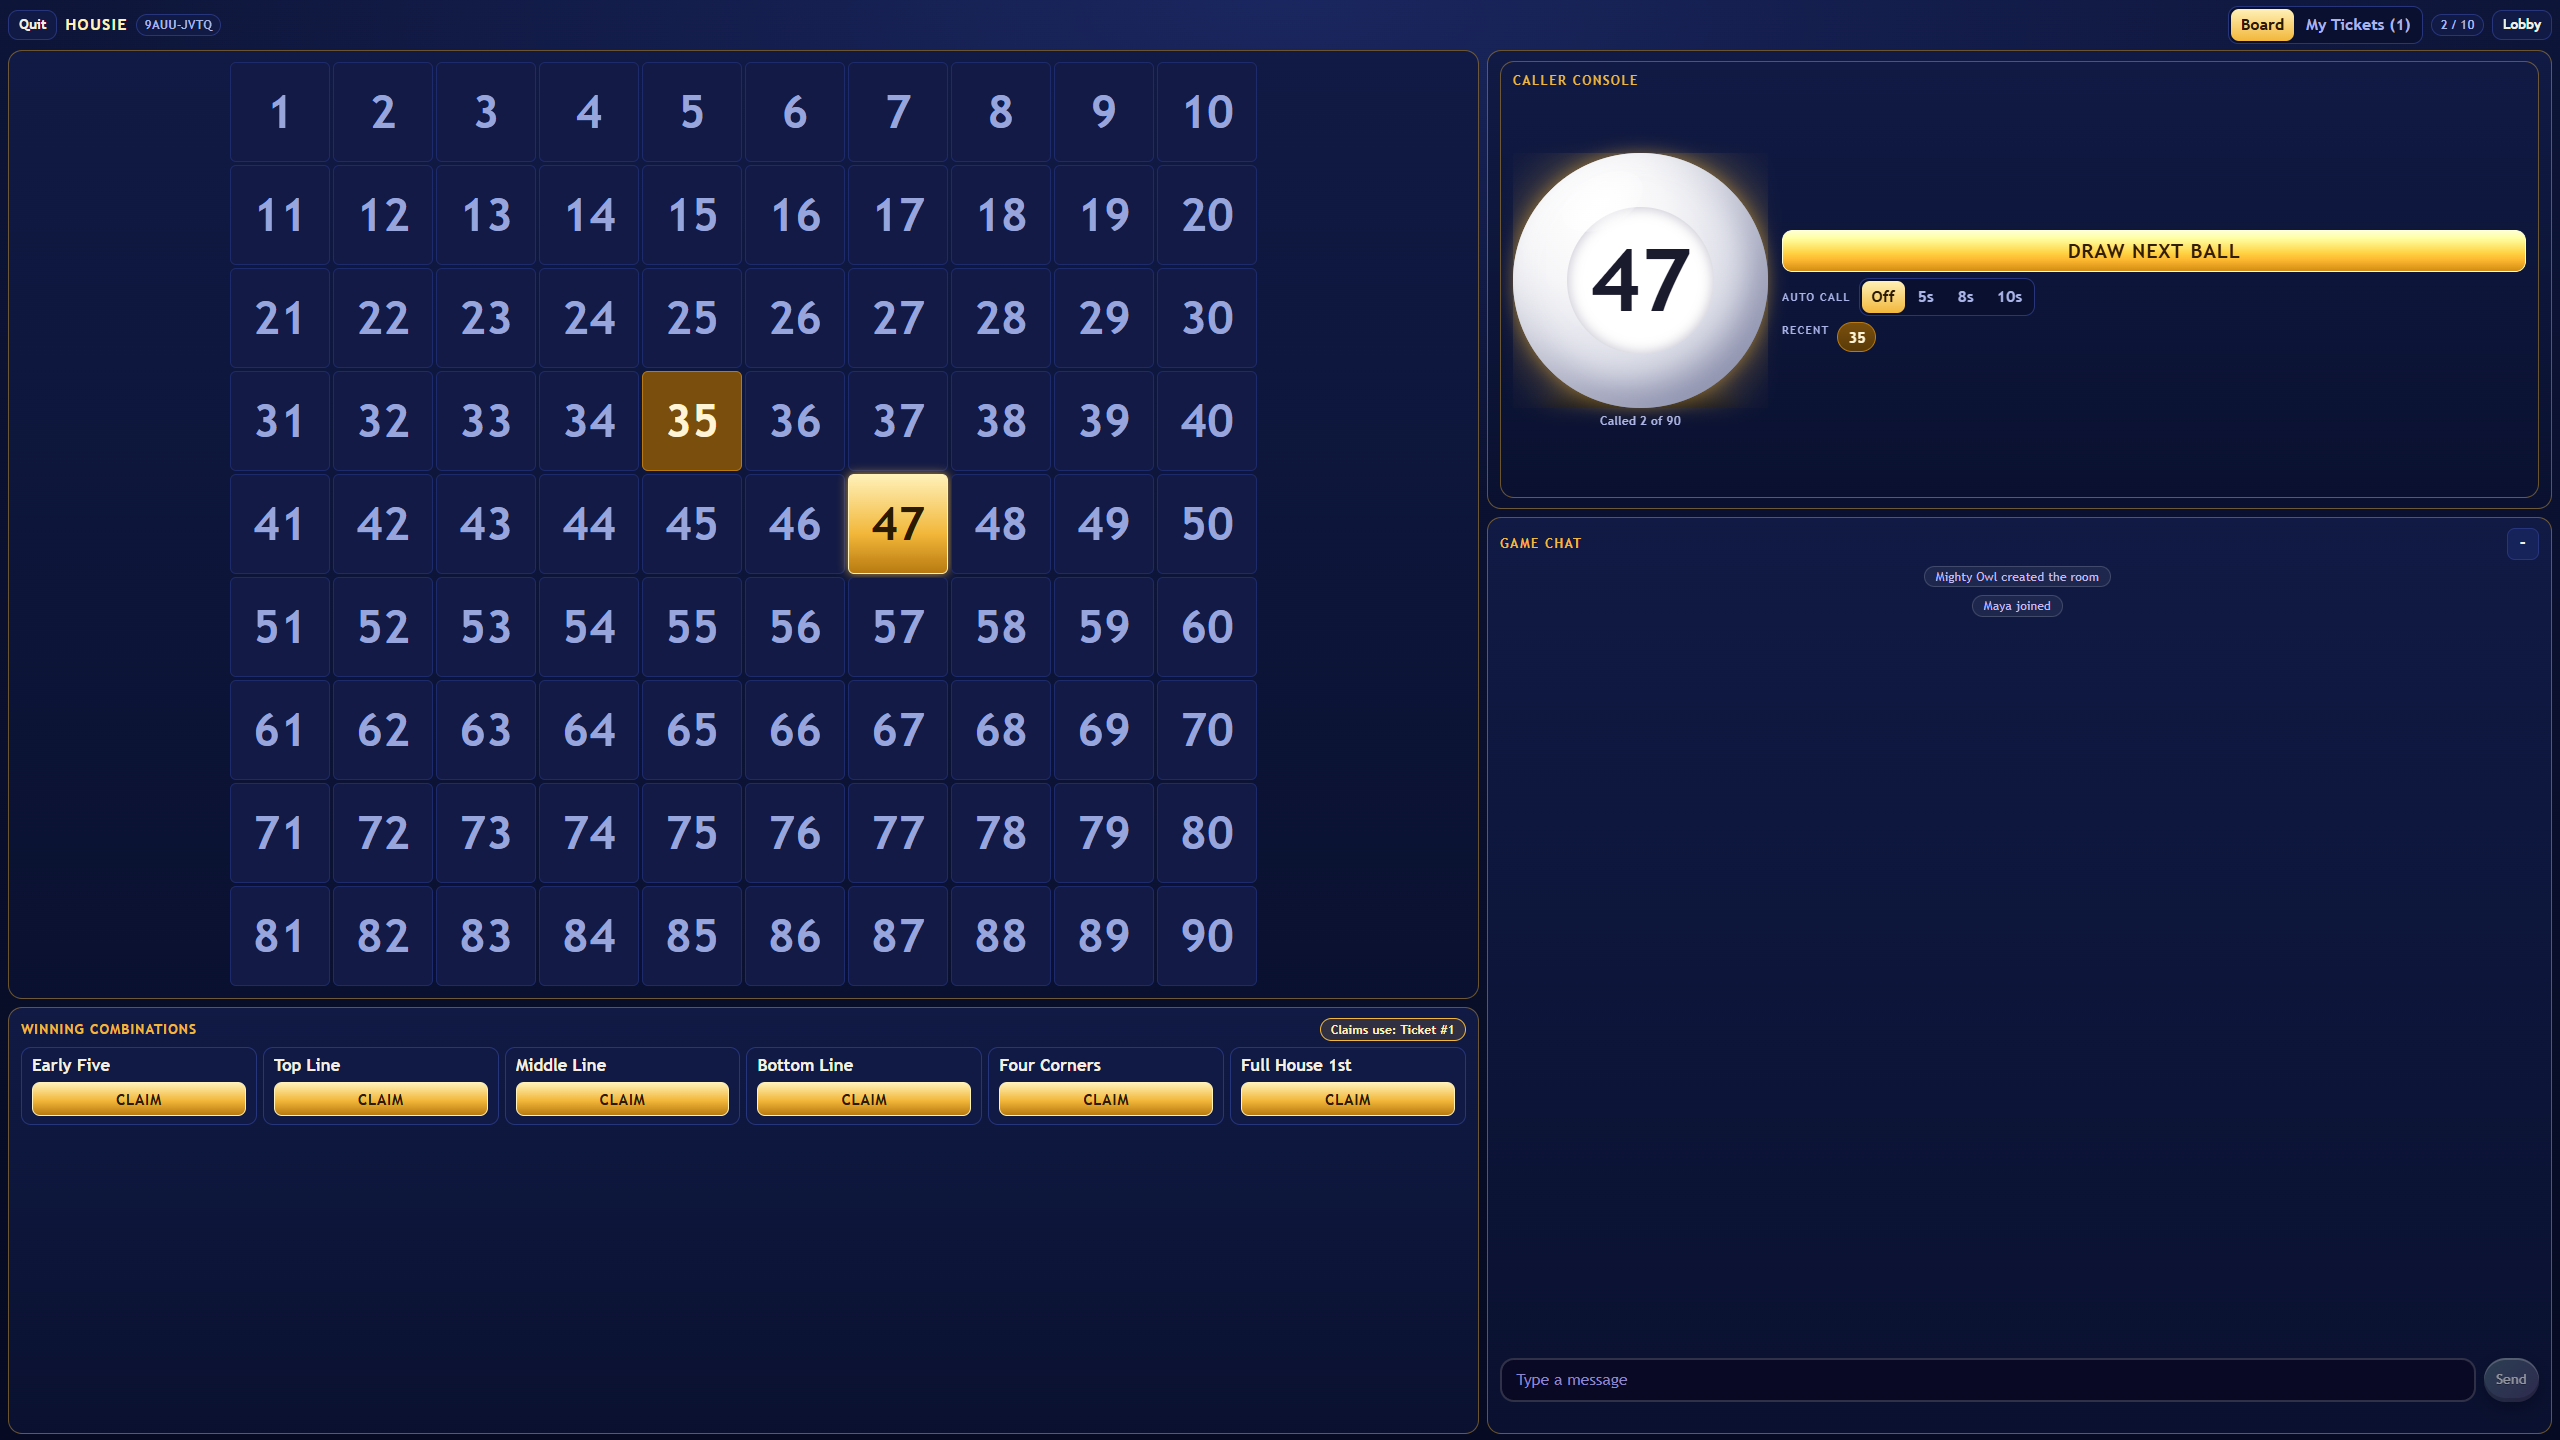 Quit HOUSIE 9AUU-JVTQ Board My Tickets (1) 2 / 10 Lobby
1 2 3 4 5 6 7 8 9 10
11 12 13 14 15 16 17 18 19 20
21 22 23 24 25 26 27 28 29 30
31 32 33 34 35 36 37 38 39 40
41 42 43 44 45 46 47 48 49 50
51 52 53 54 55 56 57 58 59 60
61 62 63 64 65 66 67 68 69 70
71 72 73 74 75 76 77 78 79 80
81 82 83 84 85 86 87 88 89 90
WINNING COMBINATIONS Claims use: Ticket #1
Early Five Top Line Middle Line Bottom Line Four Corners Full House 1st
CLAIM CLAIM CLAIM CLAIM CLAIM CLAIM
CALLER CONSOLE
47
Called 2 of 90
DRAW NEXT BALL
AUTO CALL Off 5s 8s 10s
RECENT 35
GAME CHAT -
Mighty Owl created the room
Maya joined
Type a message Send